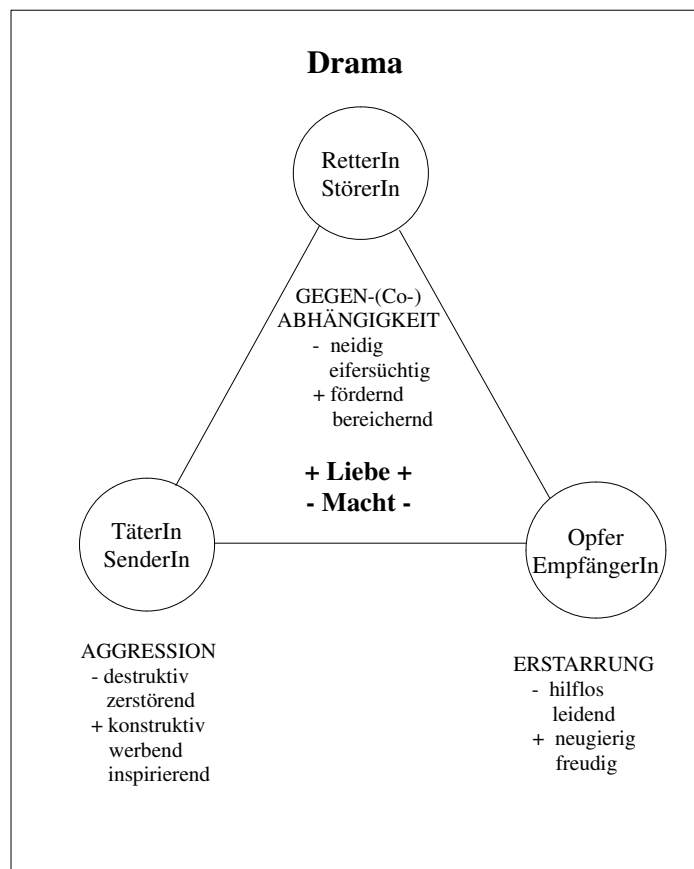 Drama
RetterIn
StörerIn
GEGEN-(Co-)
ABHÄNGIGKEIT
- neidig
eifersüchtig
+ fördernd
bereichernd
+ Liebe +
- Macht -
TäterIn
SenderIn
Opfer
EmpfängerIn
AGGRESSION
- destruktiv
zerstörend
+ konstruktiv
werbend
inspirierend
ERSTARRUNG
- hilflos
leidend
+ neugierig
freudig